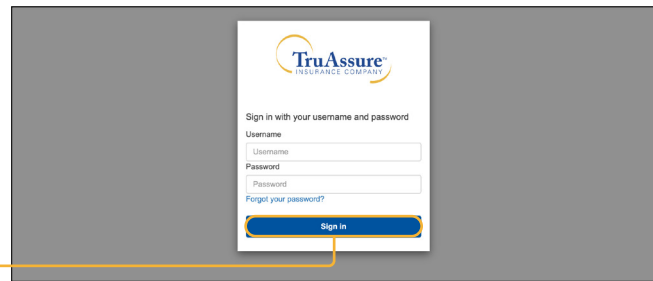 TruAssure™
INSURANCE COMPANY
Sign in with your username and password
Username
Username
Password
Password
Forgot your password?
Sign in